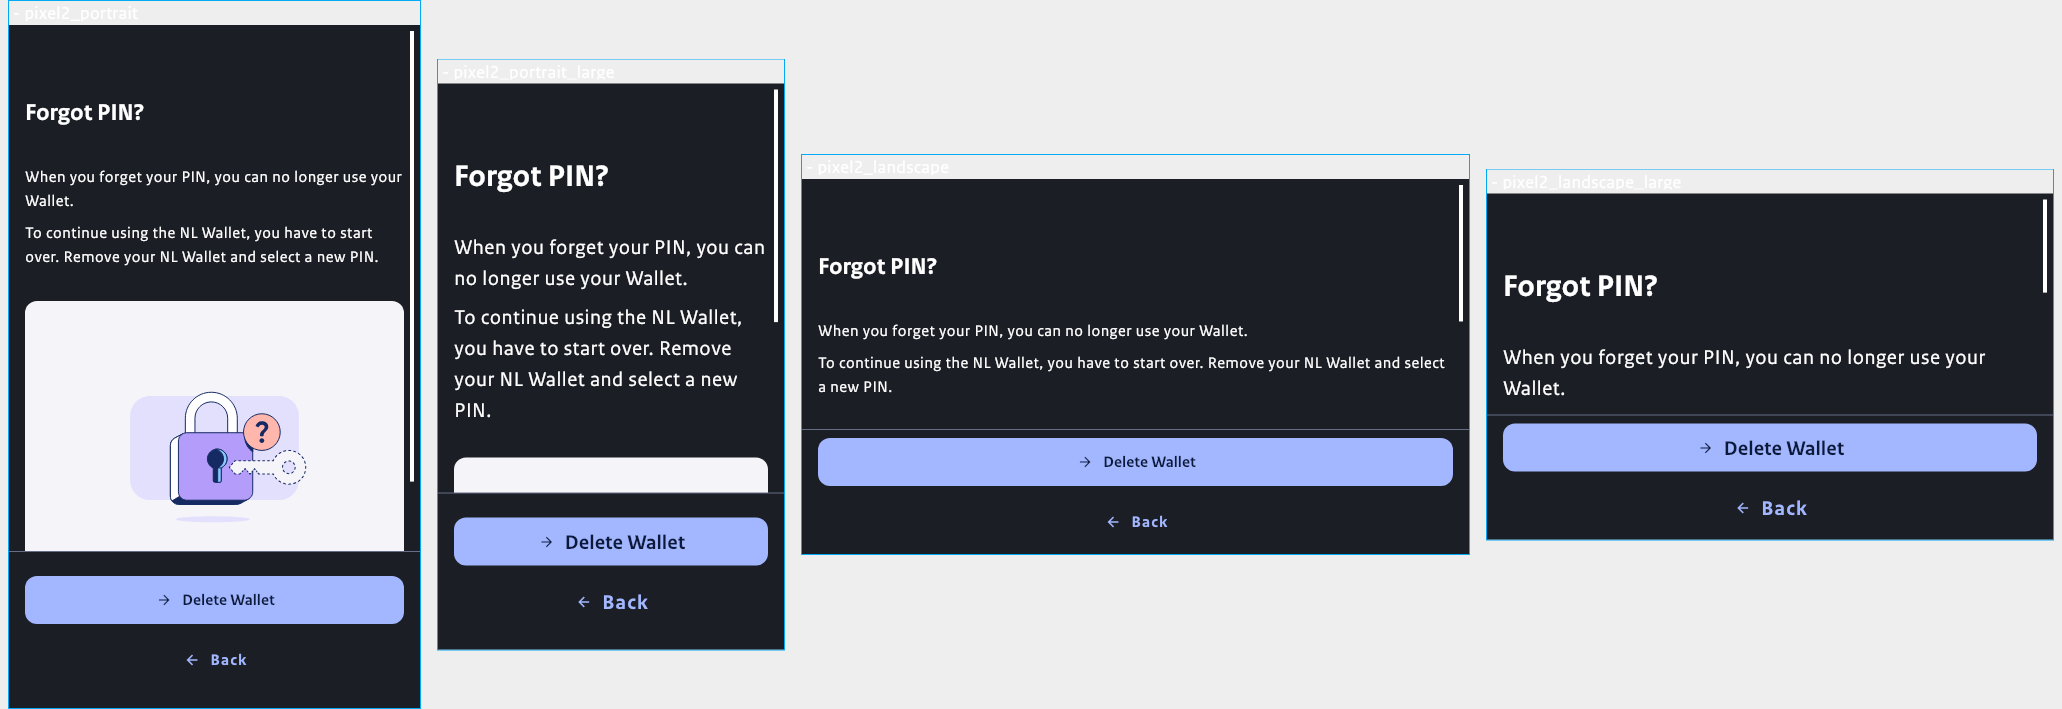 - pixel2_portrait
Forgot PIN?
When you forget your PIN, you can no longer use your
Wallet.
To continue using the NL Wallet, you have to start
over. Remove your NL Wallet and select a new PIN.
?
→ Delete Wallet
← Back
- pixel2_portrait_large
Forgot PIN?
When you forget your PIN, you can
no longer use your Wallet.
To continue using the NL Wallet,
you have to start over. Remove
your NL Wallet and select a new
PIN.
→ Delete Wallet
← Back
- pixel2_landscape
Forgot PIN?
When you forget your PIN, you can no longer use your Wallet.
To continue using the NL Wallet, you have to start over. Remove your NL Wallet and select
a new PIN.
→ Delete Wallet
← Back
- pixel2_landscape_large
Forgot PIN?
When you forget your PIN, you can no longer use your
Wallet.
→ Delete Wallet
← Back